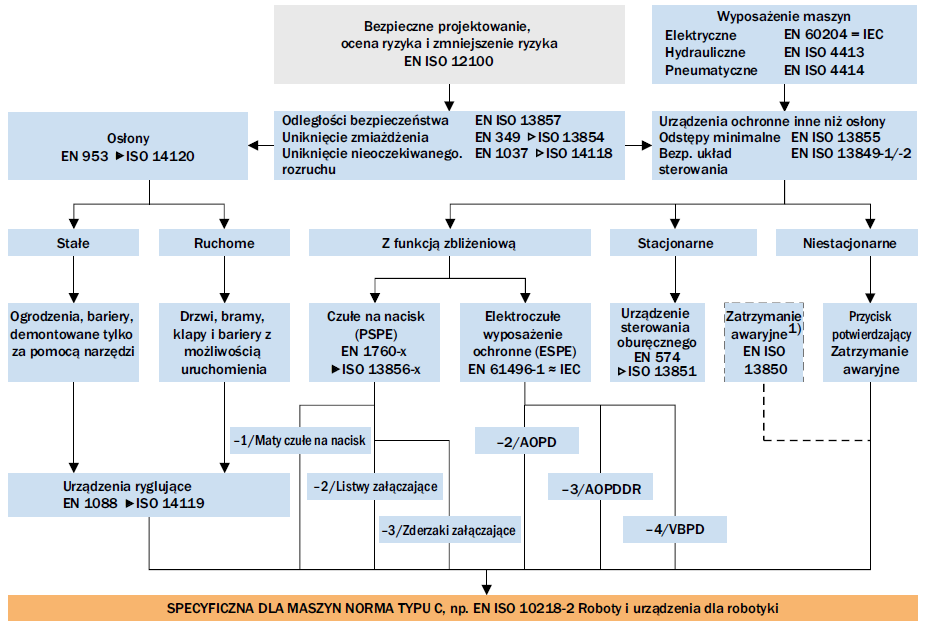 Bezpieczne projektowanie,
ocena ryzyka i zmniejszenie ryzyka
EN ISO 12100
Wyposażenie maszyn
Elektryczne EN 60204 = IEC
Hydrauliczne EN ISO 4413
Pneumatyczne EN ISO 4414
Osłony
EN 953 ►ISO 14120
Odległości bezpieczeństwa EN ISO 13857
Uniknięcie zmiażdżenia EN 349 ▷ISO 13854
Uniknięcie nieoczekiwanego. EN 1037 ▷ISO 14118
rozruchu
Urządzenia ochronne inne niż osłony
Odstępy minimalne EN ISO 13855
Bezp. układ EN ISO 13849-1/-2
sterowania
Stałe
Ruchome
Z funkcją zbliżeniową
Stacjonarne
Niestacjonarne
Ogrodzenia, bariery,
demontowane tylko
za pomocą narzędzi
Drzwi, bramy,
klapy i bariery z
możliwością
uruchomienia
Czułe na nacisk
(PSPE)
EN 1760-x
►ISO 13856-x
Elektroczułe
wyposażenie
ochronne (ESPE)
EN 61496-1 ≈ IEC
Urządzenie
sterowania
oburęcznego
EN 574
▷ISO 13851
Zatrzymanie
awaryjne1)
EN ISO
13850
Przycisk
potwierdzający
Zatrzymanie
awaryjne
–1/Maty czułe na nacisk
–2/AOPD
–2/Listwy załączające
–3/AOPDDR
–3/Zderzaki załączające
–4/VBPD
Urządzenia ryglujące
EN 1088 ►ISO 14119
SPECYFICZNA DLA MASZYN NORMA TYPU C, np. EN ISO 10218-2 Roboty i urządzenia dla robotyki